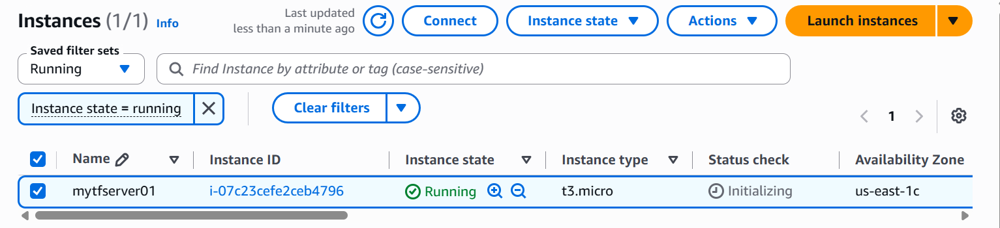 Instances (1/1) Info
Last updated
less than a minute ago
Connect
Instance state
Actions
Launch instances
Saved filter sets
Running
Find Instance by attribute or tag (case-sensitive)
Instance state = running
Clear filters
1
Name Instance ID Instance state Instance type Status check Availability Zone
mytfserver01 i-07c23cefe2ceb4796 Running t3.micro Initializing us-east-1c